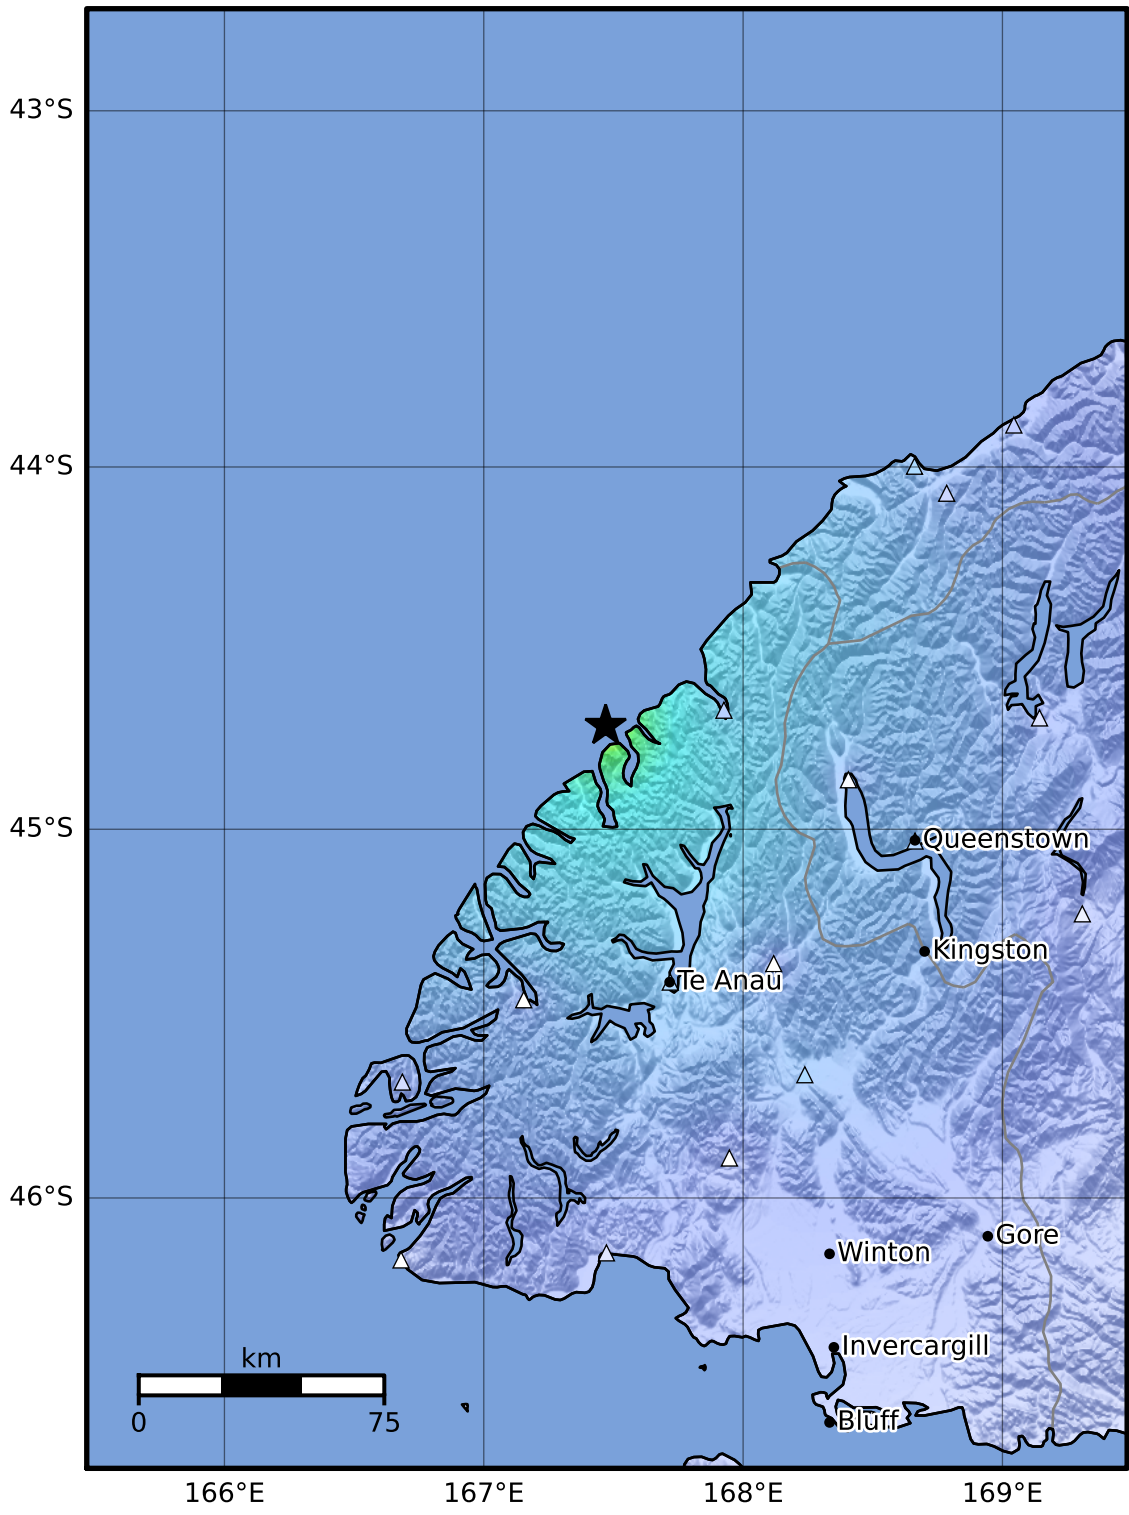 43°S
44°S
45°S
Queenstown
Kingston
Te Anau
46°S
Gore
Winton
Invercargill
km
0 75
Bluff
166°E 167°E 168°E 169°E